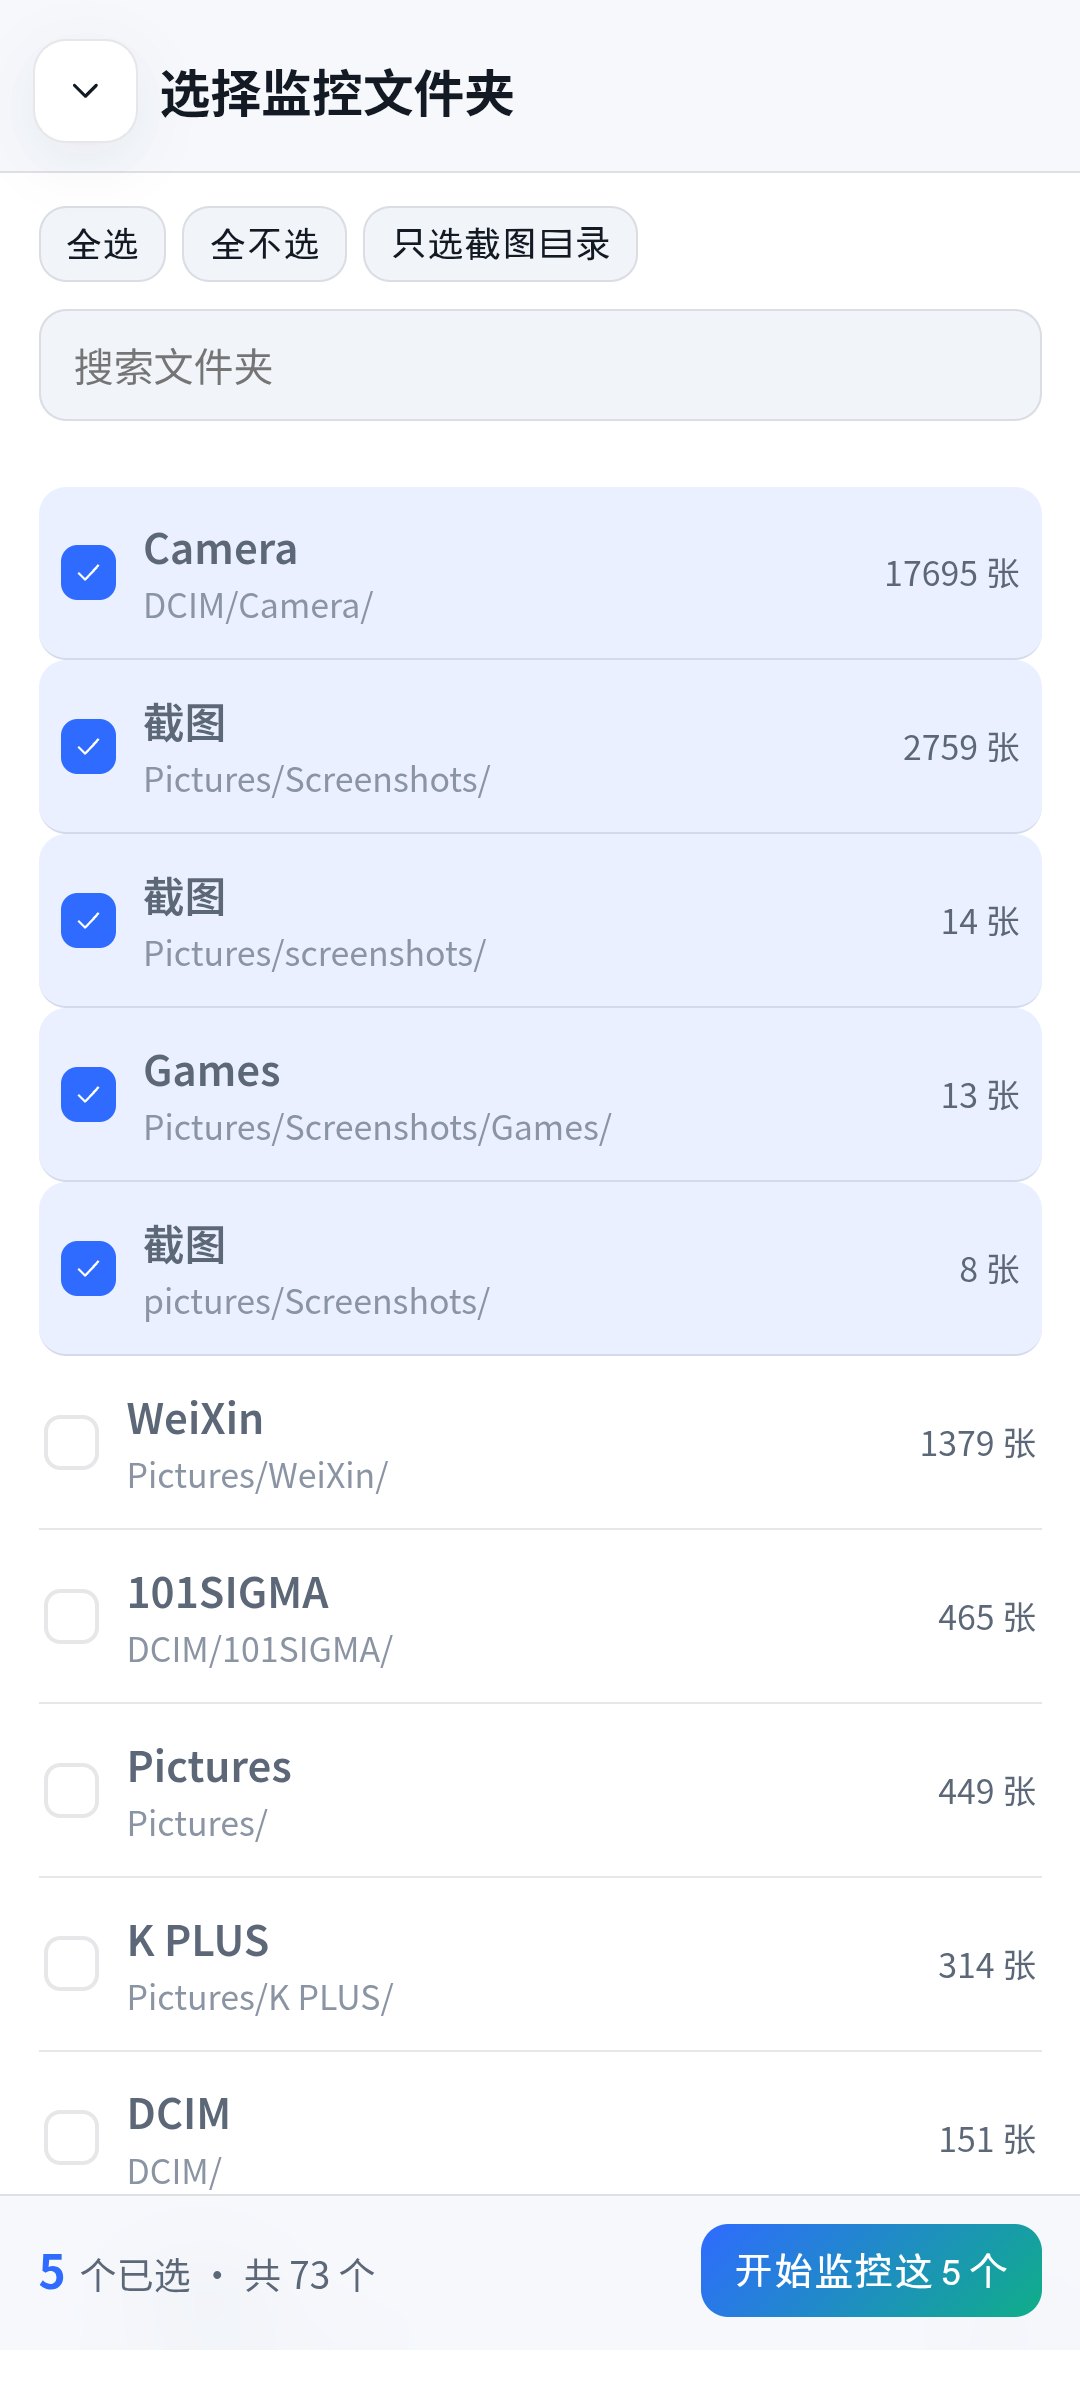 选择监控文件夹
全选 全不选 只选截图目录
搜索文件夹
Camera
DCIM/Camera/
17695 张
截图
Pictures/Screenshots/
2759 张
截图
Pictures/screenshots/
14 张
Games
Pictures/Screenshots/Games/
13 张
截图
pictures/Screenshots/
8 张
WeiXin
Pictures/WeiXin/
1379 张
101SIGMA
DCIM/101SIGMA/
465 张
Pictures
Pictures/
449 张
K PLUS
Pictures/K PLUS/
314 张
DCIM
DCIM/
151 张
5 个已选 · 共 73 个
开始监控这 5 个